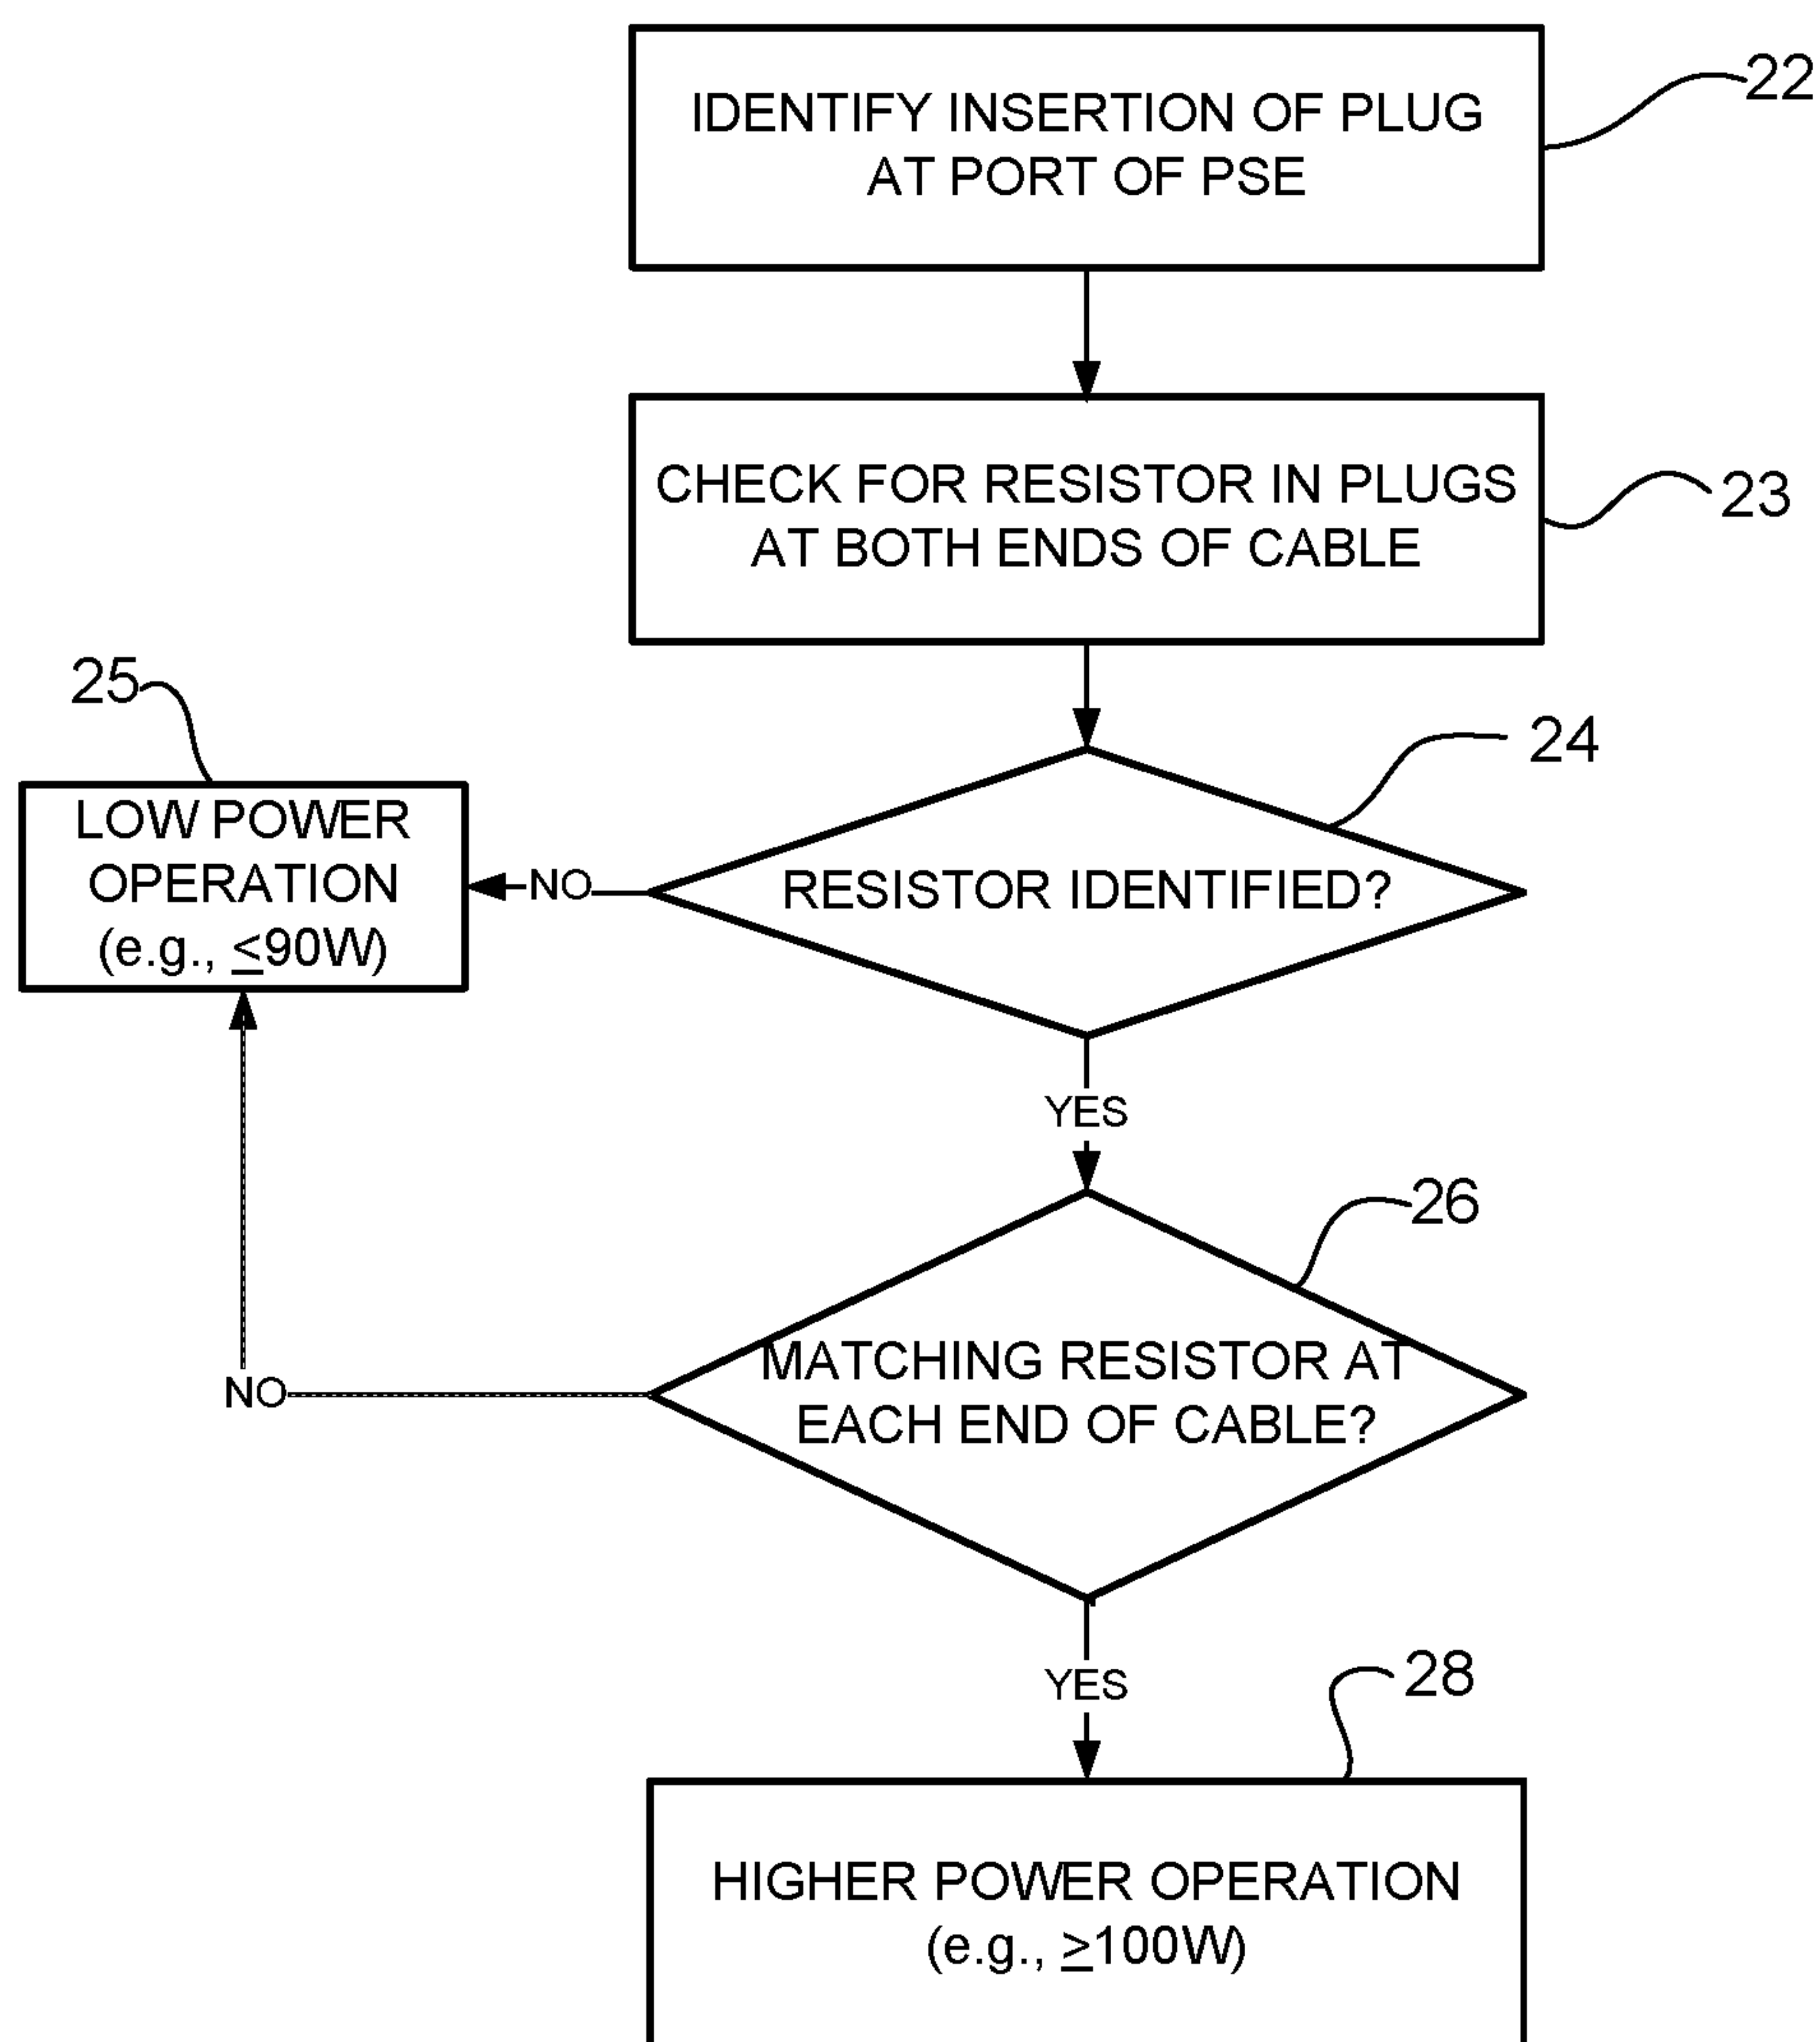 IDENTIFY INSERTION OF PLUG
AT PORT OF PSE
22
CHECK FOR RESISTOR IN PLUGS
AT BOTH ENDS OF CABLE
23
25
LOW POWER
OPERATION
(e.g., ≤90W)
NO
RESISTOR IDENTIFIED?
24
YES
26
MATCHING RESISTOR AT
EACH END OF CABLE?
NO
YES
28
HIGHER POWER OPERATION
(e.g., ≥100W)